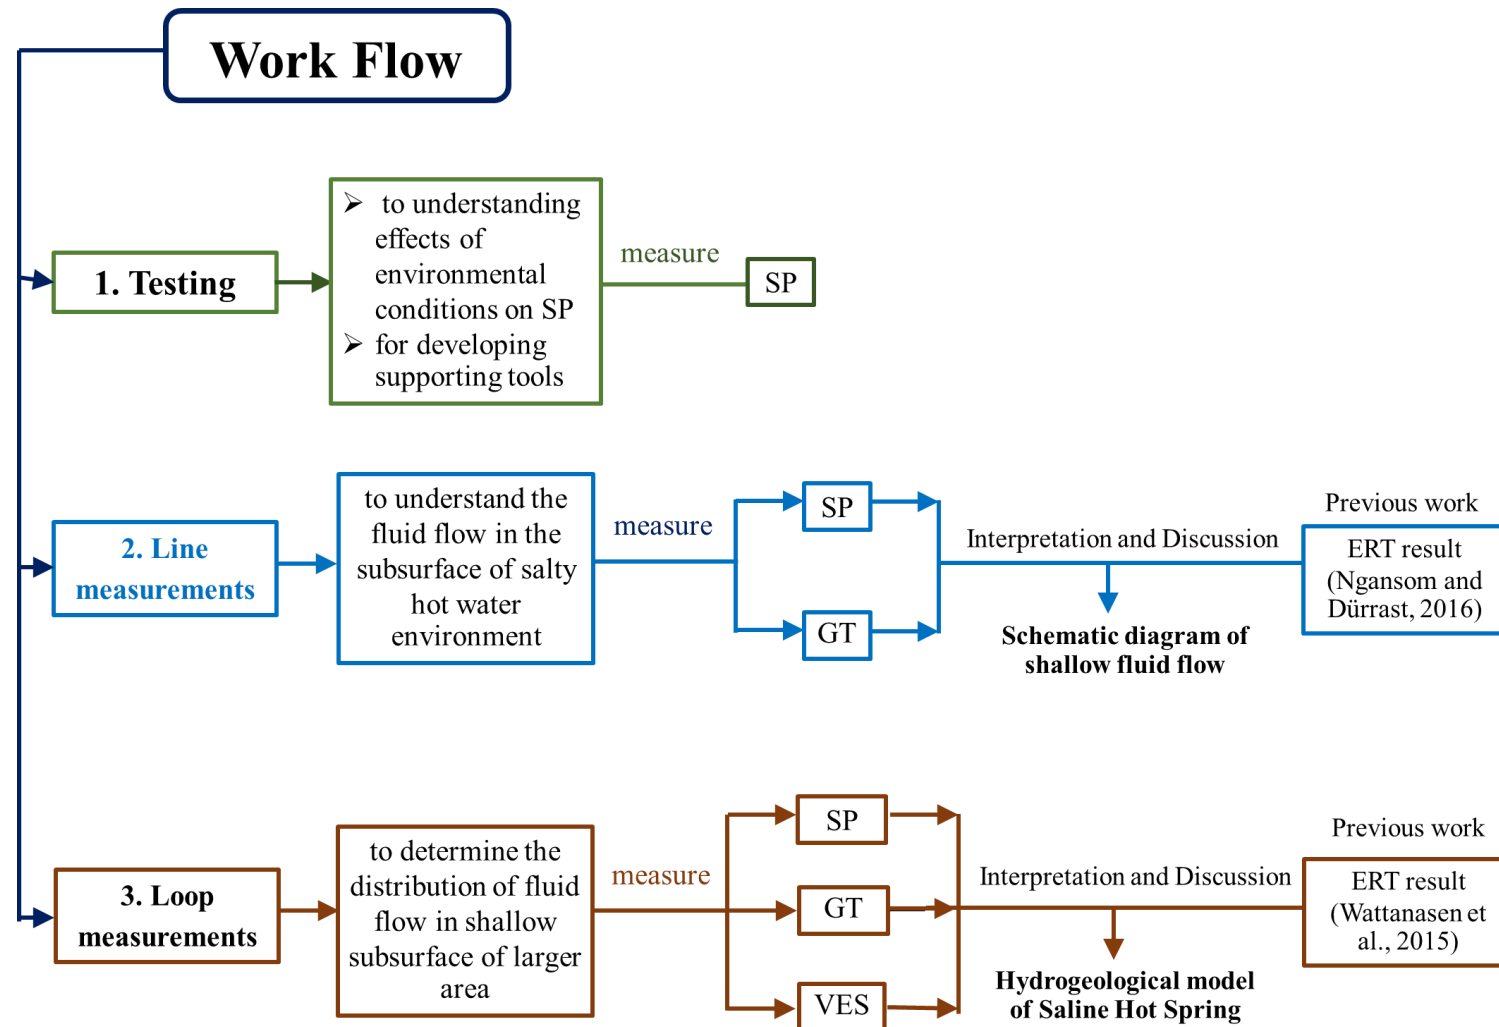 Work Flow
1. Testing
➢ to understanding
effects of
environmental
conditions on SP
➢ for developing
supporting tools
measure
SP
2. Line
measurements
to understand the
fluid flow in the
subsurface of salty
hot water
environment
measure
SP
GT
Interpretation and Discussion
Schematic diagram of
shallow fluid flow
Previous work
ERT result
(Ngansom and
Dürrast, 2016)
3. Loop
measurements
to determine the
distribution of fluid
flow in shallow
subsurface of larger
area
measure
SP
GT
VES
Interpretation and Discussion
Hydrogeological model
of Saline Hot Spring
Previous work
ERT result
(Wattanasen et
al., 2015)